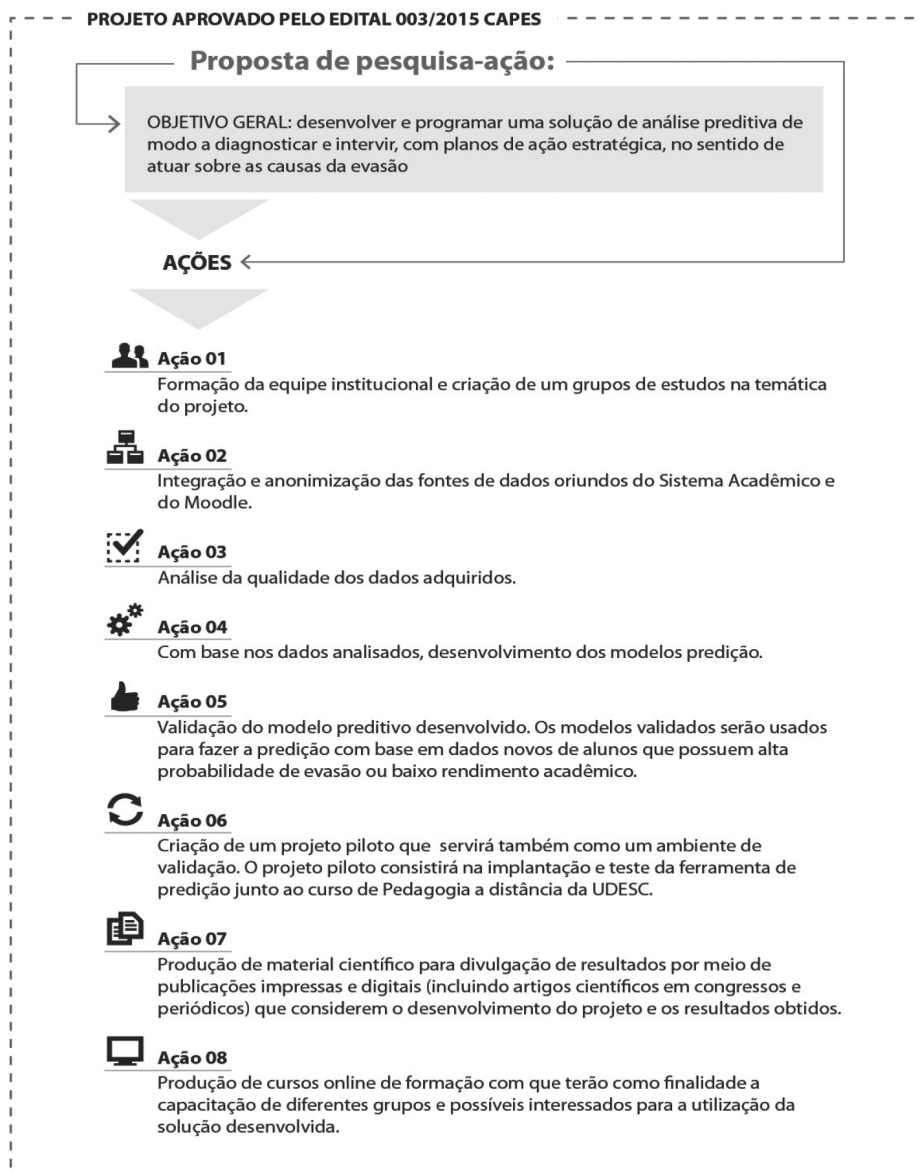 PROJETO APROVADO PELO EDITAL 003/2015 CAPES
Proposta de pesquisa-ação:
OBJETIVO GERAL: desenvolver e programar uma solução de análise preditiva de
modo a diagnosticar e intervir, com planos de ação estratégica, no sentido de
atuar sobre as causas da evasão
AÇÕES
Ação 01
Formação da equipe institucional e criação de um grupos de estudos na temática
do projeto.
Ação 02
Integração e anonimização das fontes de dados oriundos do Sistema Acadêmico e
do Moodle.
Ação 03
Análise da qualidade dos dados adquiridos.
Ação 04
Com base nos dados analisados, desenvolvimento dos modelos predição.
Ação 05
Validação do modelo preditivo desenvolvido. Os modelos validados serão usados
para fazer a predição com base em dados novos de alunos que possuem alta
probabilidade de evasão ou baixo rendimento acadêmico.
Ação 06
Criação de um projeto piloto que servirá também como um ambiente de
validação. O projeto piloto consistirá na implantação e teste da ferramenta de
predição junto ao curso de Pedagogia a distância da UDESC.
Ação 07
Produção de material científico para divulgação de resultados por meio de
publicações impressas e digitais (incluindo artigos científicos em congressos e
periódicos) que considerem o desenvolvimento do projeto e os resultados obtidos.
Ação 08
Produção de cursos online de formação com que terão como finalidade a
capacitação de diferentes grupos e possíveis interessados para a utilização da
solução desenvolvida.